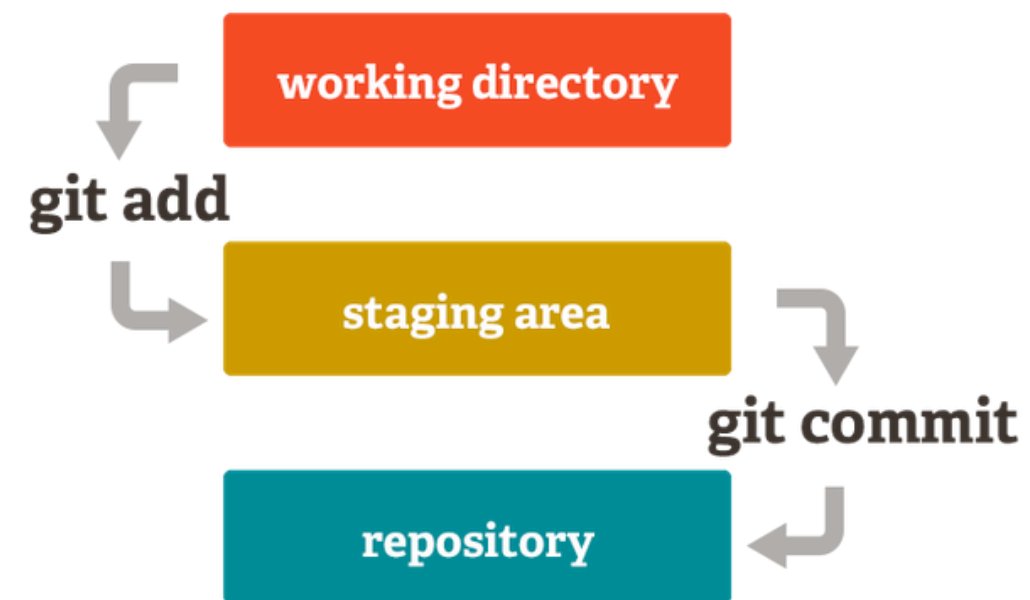 working directory
git add
staging area
git commit
repository